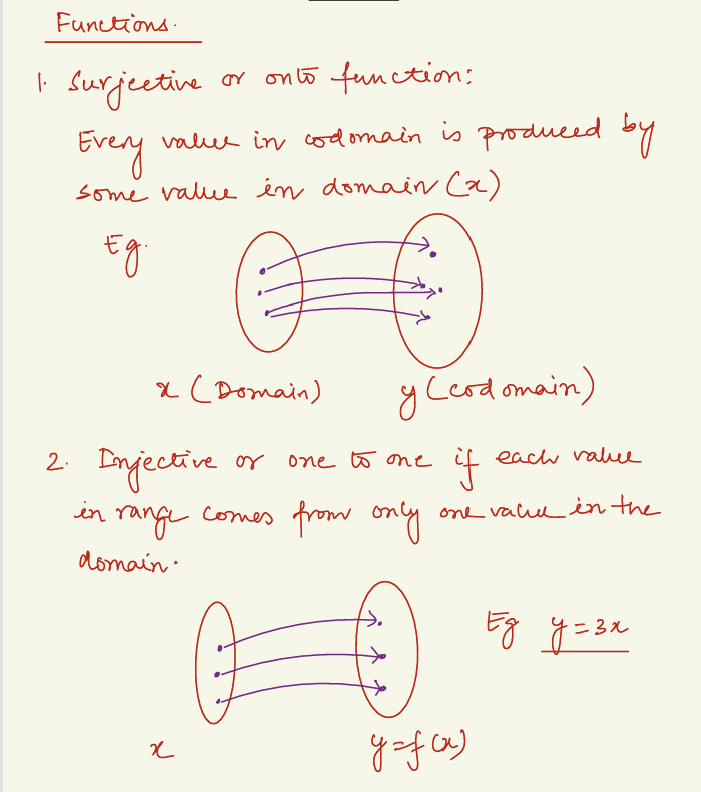 Functions.
1. Surjective or onto function:
Every value in codomain is produced by
some value in domain (x)
Eg.
x (Domain) y (codomain)
2. Injective or one to one if each value
in range comes from only one value in the
domain.
Eg y=3x
x y=f(x)